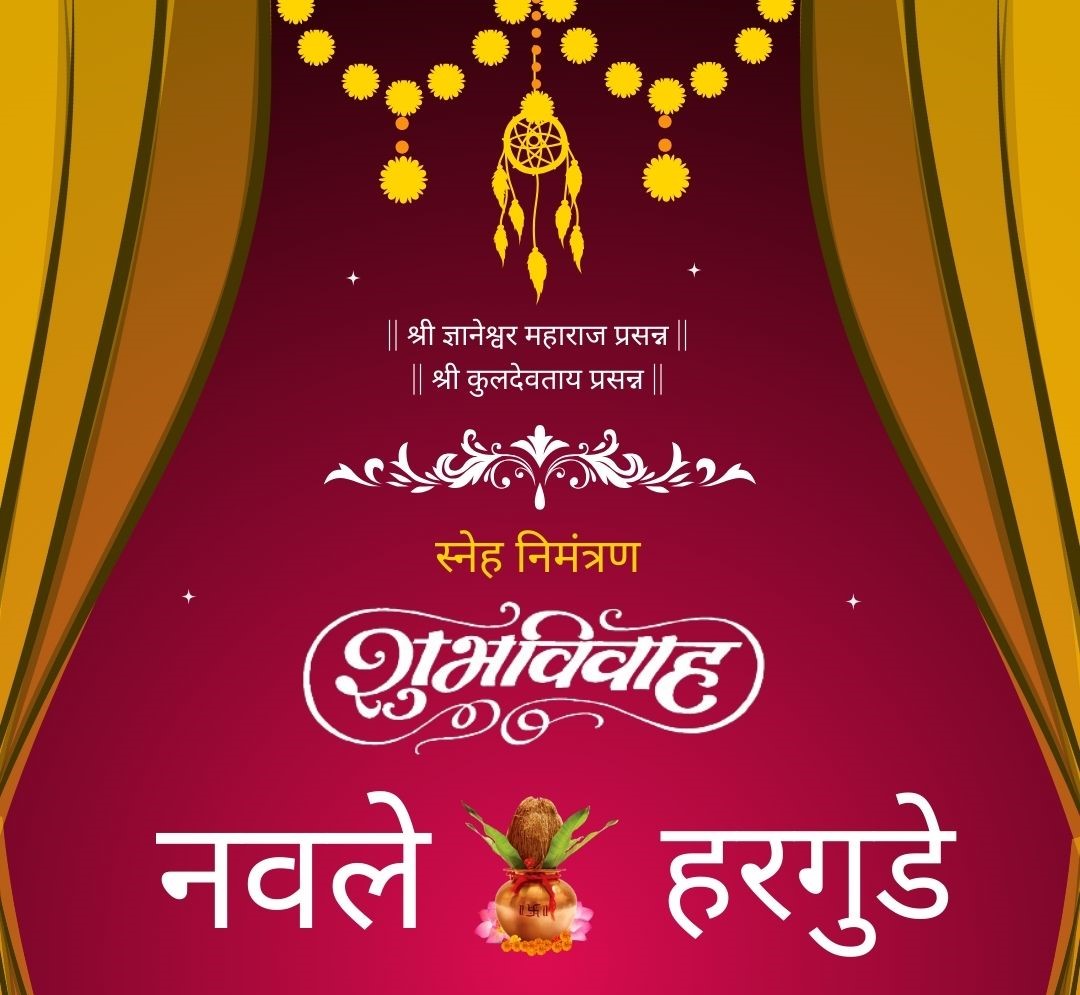 || श्री ज्ञानेश्वर महाराज प्रसन्न ||
|| श्री कुलदेवताय प्रसन्न ||
स्नेह निमंत्रण
शुभविवाह
नवले हरगुडे